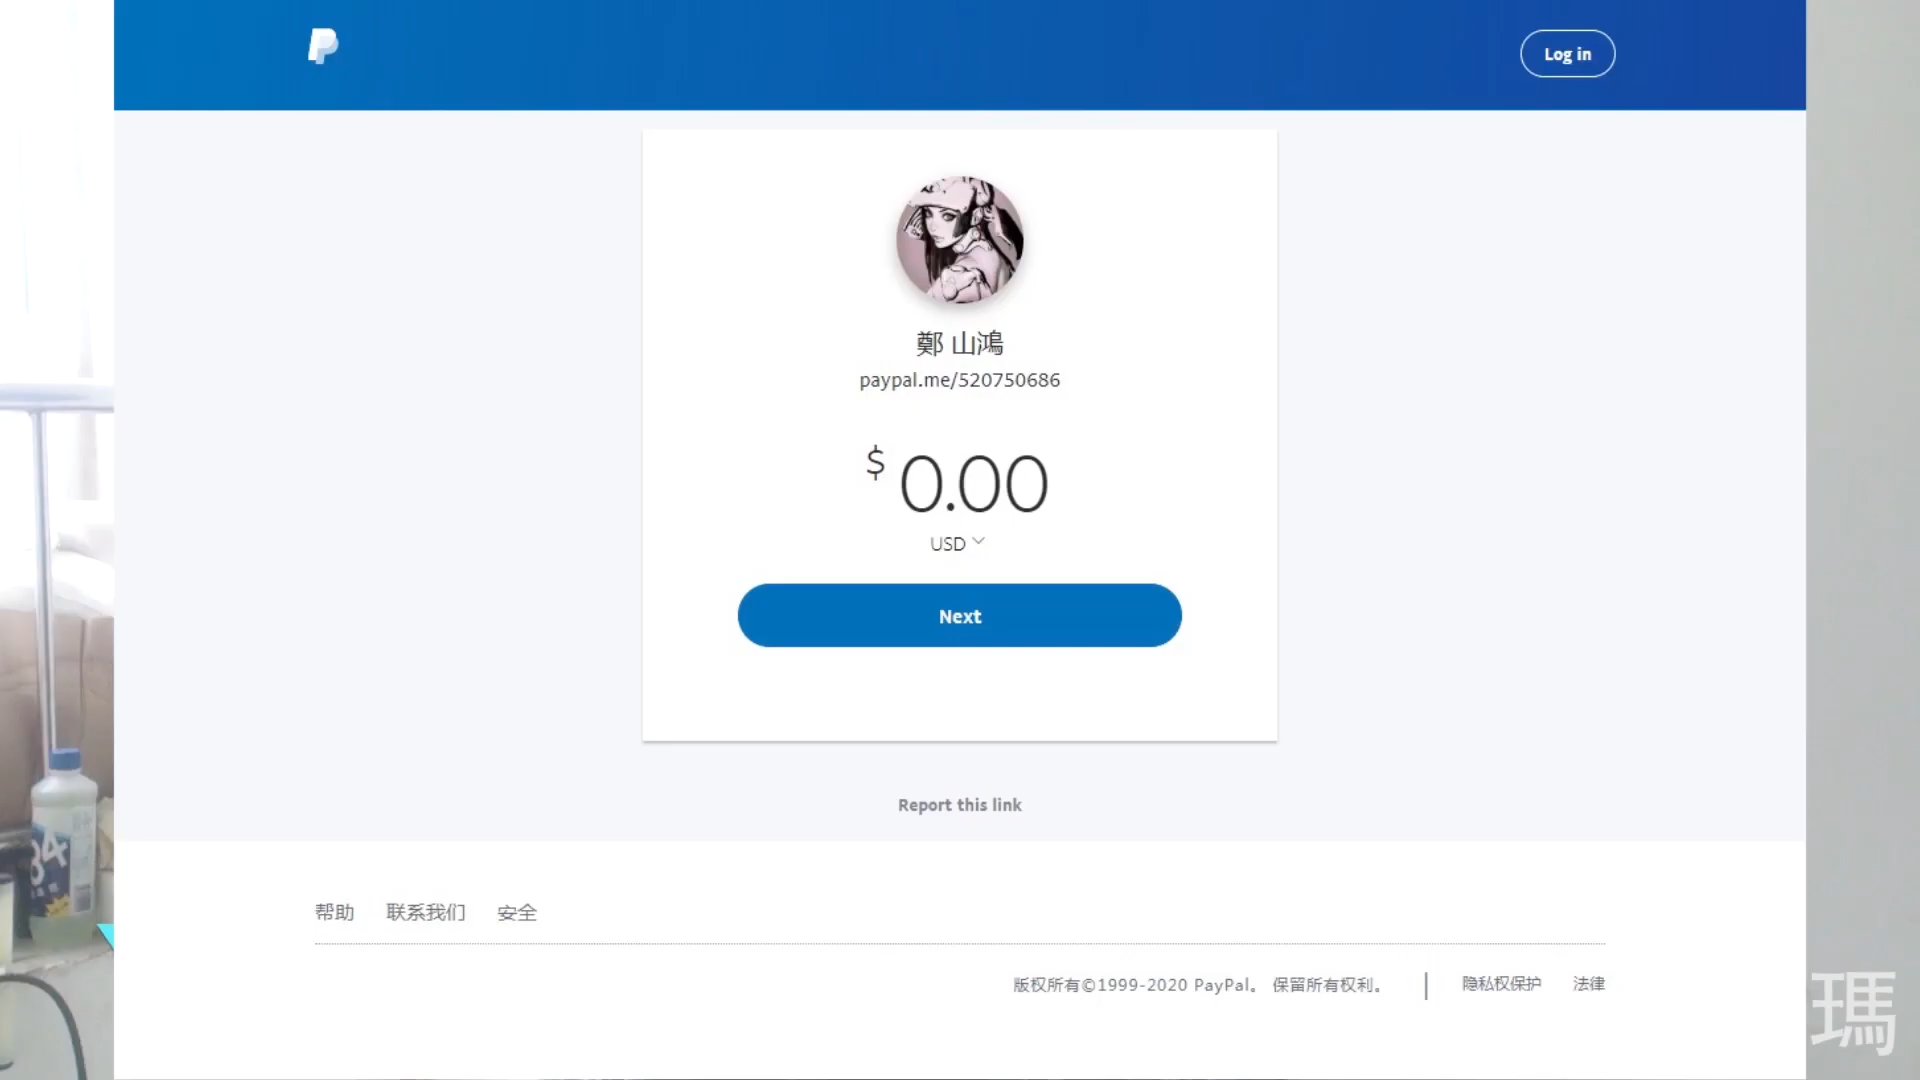 Log in
鄭 山鴻
paypal.me/520750686
$ 0.00
USD
Next
Report this link
84
帮助 联系我们 安全
版权所有©1999-2020 PayPal。 保留所有权利。 | 隐私权保护 法律
瑪